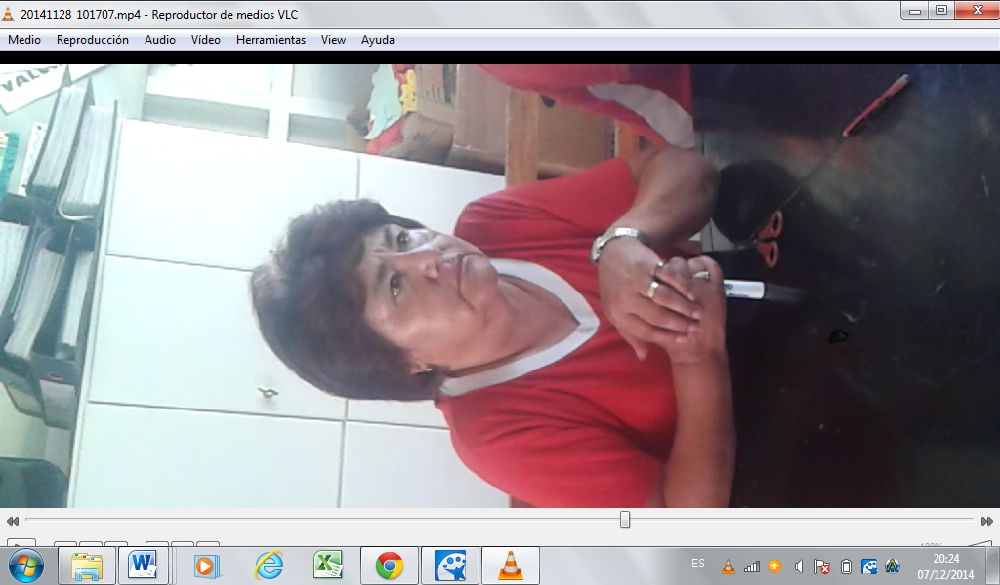 20141128_101707.mp4 - Reproductor de medios VLC
Medio Reproducción Audio Vídeo Herramientas View Ayuda
ES
20:24
07/12/2014